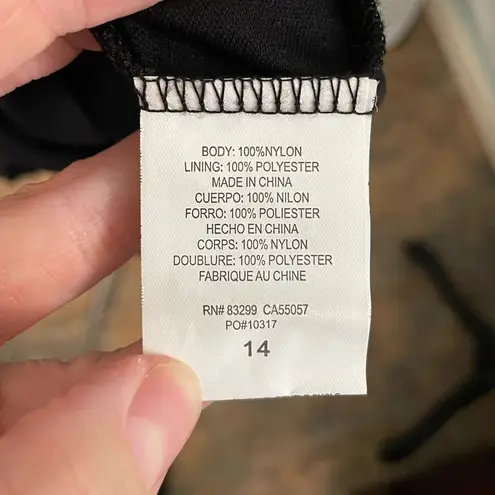 BODY: 100%NYLON
LINING: 100% POLYESTER
MADE IN CHINA
CUERPO: 100% NILON
FORRO: 100% POLIESTER
HECHO EN CHINA
CORPS: 100% NYLON
DOUBLURE: 100% POLYESTER
FABRIQUE AU CHINE
RN# 83299 CA55057
PO#10317
14